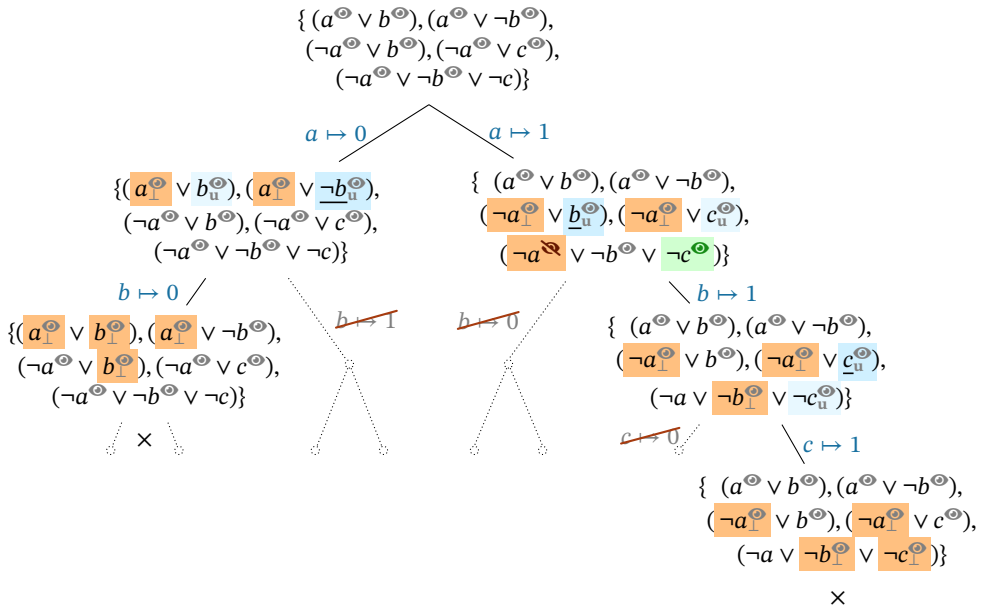 { (a ∨ b), (a ∨ ¬b),
(¬a ∨ b), (¬a ∨ c),
(¬a ∨ ¬b ∨ ¬c)}
a ↦ 0
a ↦ 1
{(a⊥ ∨ bu), (a⊥ ∨ ¬bu),
(¬a ∨ b), (¬a ∨ c),
(¬a ∨ ¬b ∨ ¬c)}
{ (a ∨ b), (a ∨ ¬b),
(¬a⊥ ∨ bu), (¬a⊥ ∨ cu),
(¬a ∨ ¬b ∨ ¬c)}
b ↦ 0
b ↦ 1
b ↦ 0
b ↦ 1
{(a⊥ ∨ b⊥), (a⊥ ∨ ¬b),
(¬a ∨ b⊥), (¬a ∨ c),
(¬a ∨ ¬b ∨ ¬c)}
×
{ (a ∨ b), (a ∨ ¬b),
(¬a⊥ ∨ b), (¬a⊥ ∨ cu),
(¬a ∨ ¬b⊥ ∨ ¬cu)}
c ↦ 0
c ↦ 1
{ (a ∨ b), (a ∨ ¬b),
(¬a⊥ ∨ b), (¬a⊥ ∨ c),
(¬a ∨ ¬b⊥ ∨ ¬c⊥)}
×